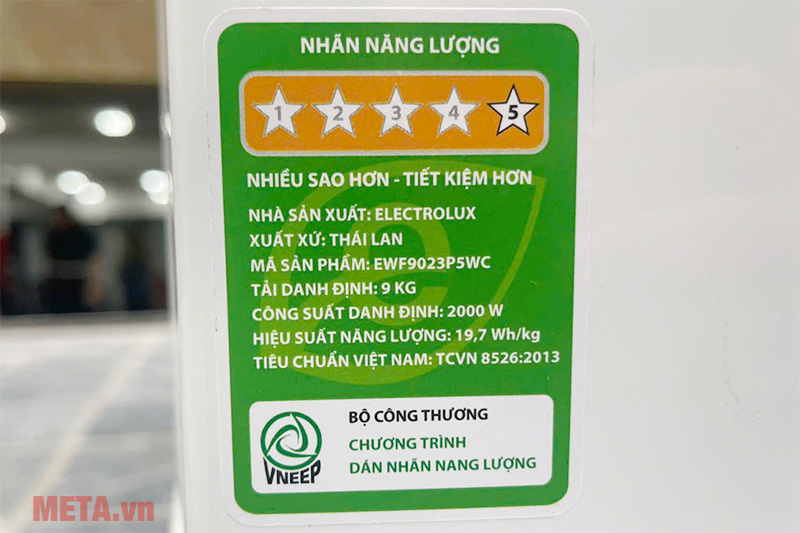 NHÃN NĂNG LƯỢNG
1 2 3 4 5
NHIỀU SAO HƠN - TIẾT KIỆM HƠN
NHÀ SẢN XUẤT: ELECTROLUX
XUẤT XỨ: THÁI LAN
MÃ SẢN PHẨM: EWF9023P5WC
TẢI DANH ĐỊNH: 9 KG
CÔNG SUẤT DANH ĐỊNH: 2000 W
HIỆU SUẤT NĂNG LƯỢNG: 19,7 Wh/kg
TIÊU CHUẨN VIỆT NAM: TCVN 8526:2013
BỘ CÔNG THƯƠNG
CHƯƠNG TRÌNH
DÁN NHÃN NANG LƯỢNG
VNEEP
META.vn